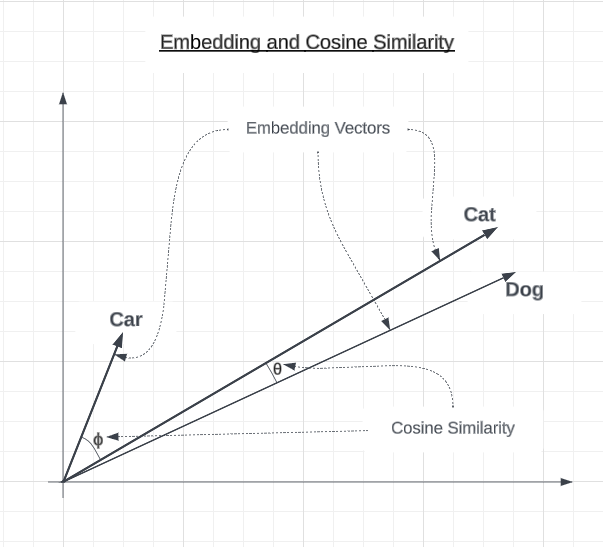 Embedding and Cosine Similarity
Embedding Vectors
Cat
Dog
Car
θ
ϕ
Cosine Similarity